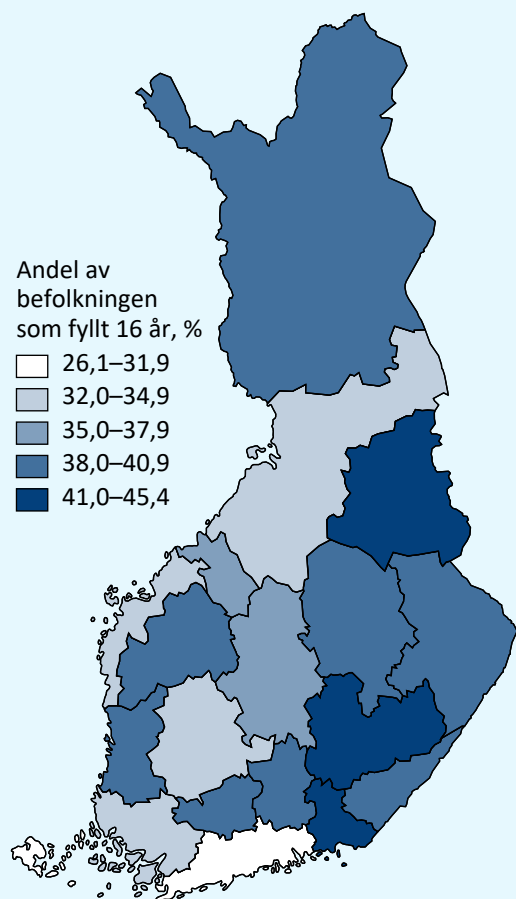 Andel av
befolkningen
som fyllt 16 år, %
26,1–31,9
32,0–34,9
35,0–37,9
38,0–40,9
41,0–45,4